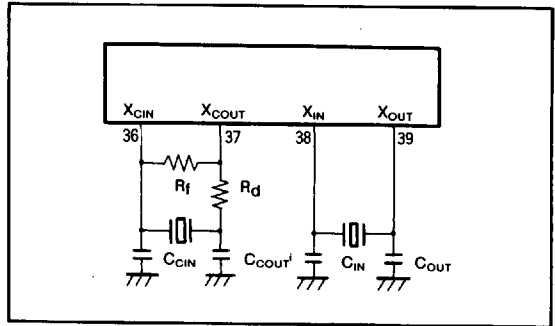 XCIN XCOUT XIN XOUT
36 37 38 39
Rf Rd
CCIN CCOUT CIN COUT